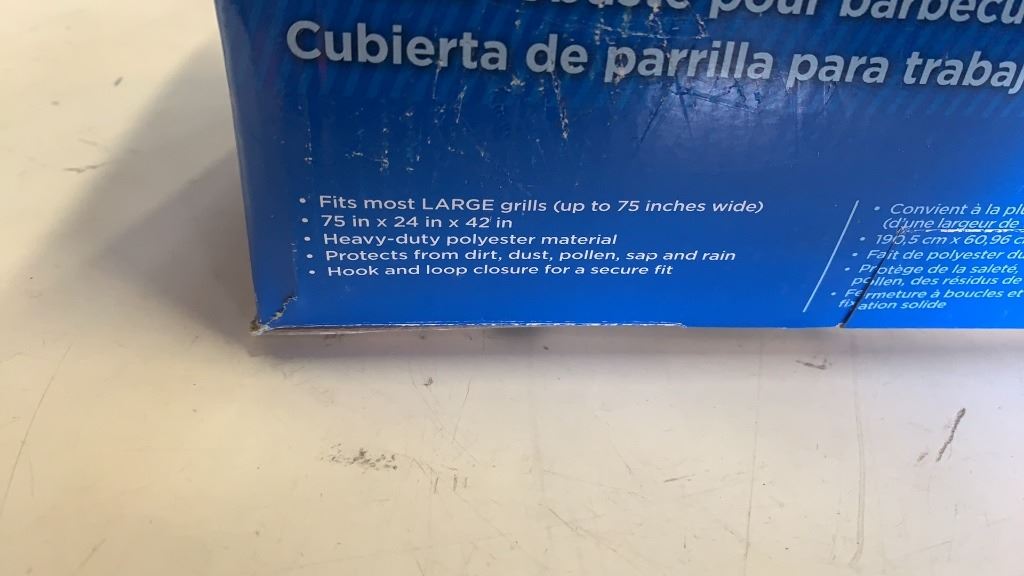 pour barbecu
Cubierta de parrilla para trabaj
• Fits most LARGE grills (up to 75 inches wide)
• 75 in x 24 in x 42 in
• Heavy-duty polyester material
• Protects from dirt, dust, pollen, sap and rain
• Hook and loop closure for a secure fit
• Convient à la pl
(d'une largeur de
• 190,5 cm x 60,96 c
• Fait de polyester du
• Protège de la saleté,
pollen, des résidus de
• Fermeture à boucles et
fixation solide